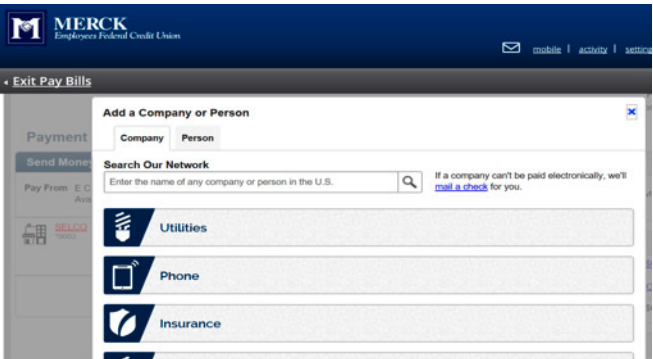 MERCK
Employees Federal Credit Union
mobile | activity |
Exit Pay Bills
Add a Company or Person
Company Person
Payment
Send Money
Search Our Network
Enter the name of any company or person in the U.S.
If a company can't be paid electronically, we'll
mail a check for you.
Pay From E C
Ava
SELCO
Utilities
Phone
Insurance